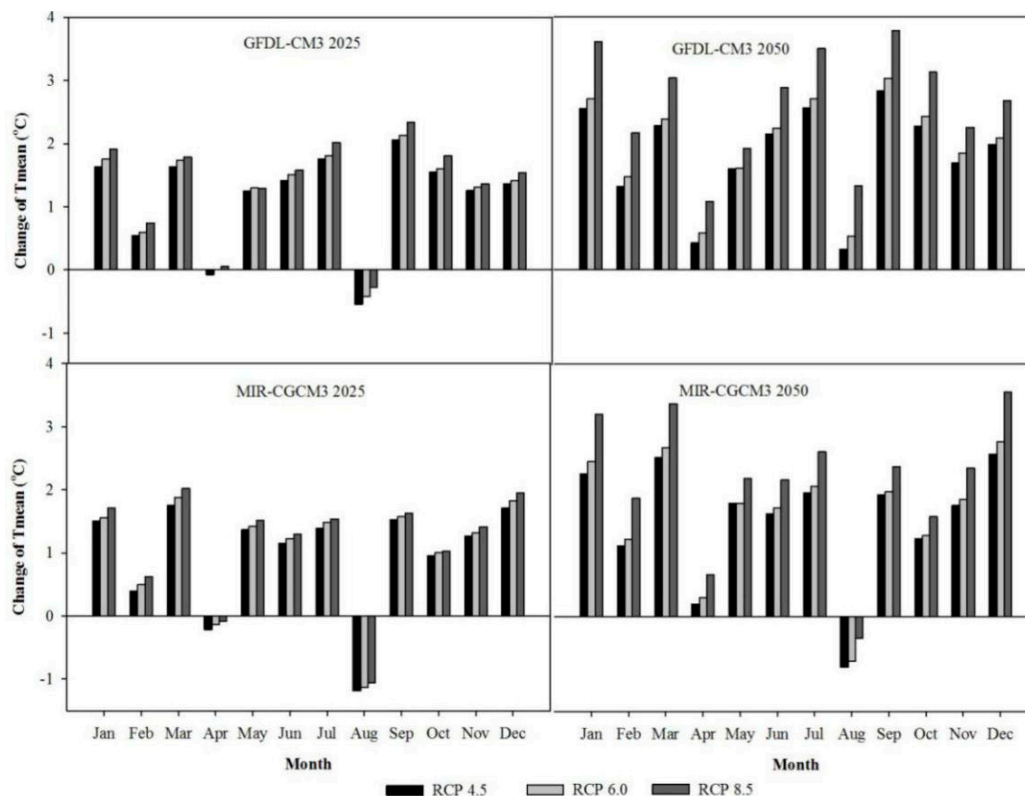 GFDL-CM3 2025
GFDL-CM3 2050
Change of Tmean (°C)
4
3
2
1
0
-1
MIR-CGCM3 2025
MIR-CGCM3 2050
Change of Tmean (°C)
4
3
2
1
0
-1
Jan Feb Mar Apr May Jun Jul Aug Sep Oct Nov Dec
Jan Feb Mar Apr May Jun Jul Aug Sep Oct Nov Dec
Month
Month
RCP 4.5 RCP 6.0 RCP 8.5